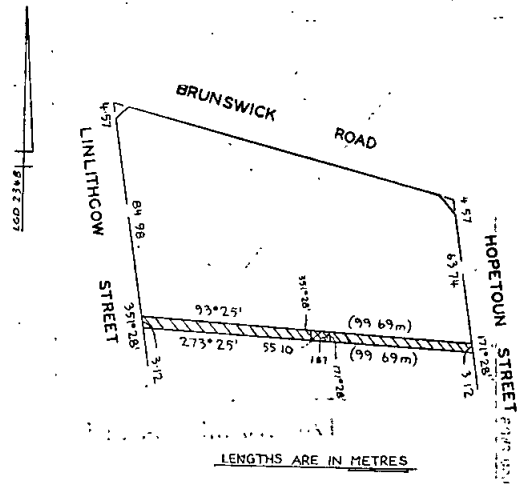 BRUNSWICK ROAD
4·57
4·57
LGD 2348
LINLITHGOW STREET
84 98
63 74
HOPETOUN STREET
351°28'
93°25'
351°28'
(99 69m)
171°28'
273°25'
55 10
1·87
171°28'
(99 69m)
3·12
3·12
LENGTHS ARE IN METRES